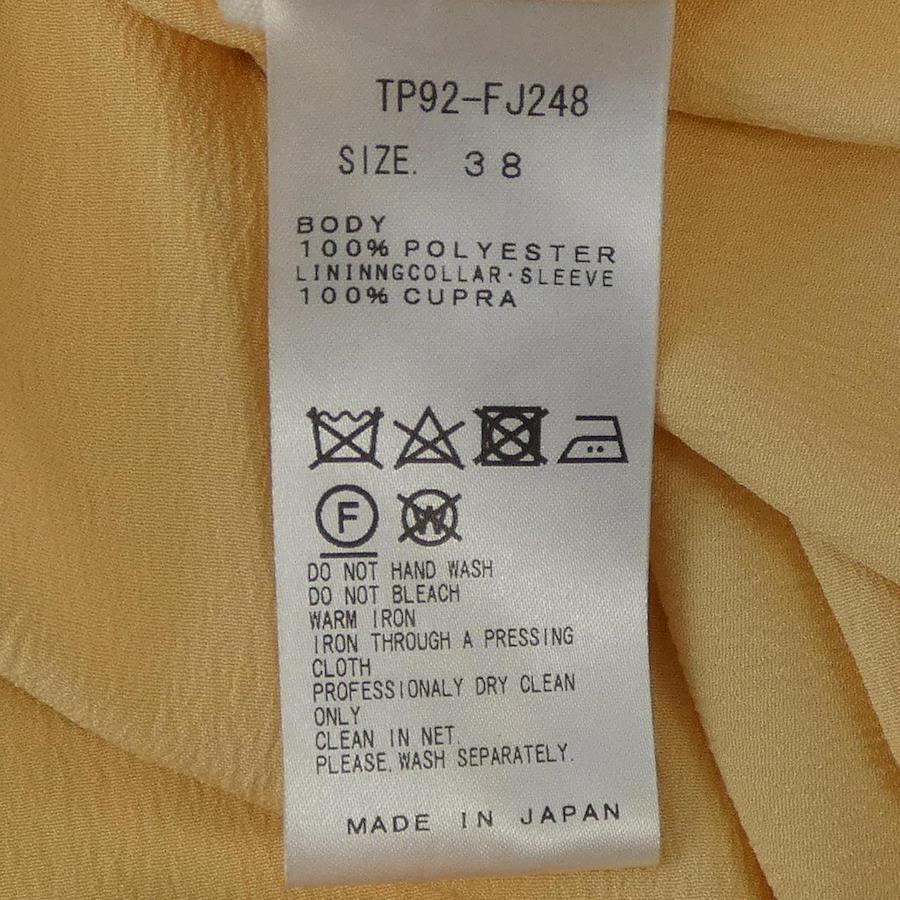 TP92-FJ248
SIZE. 38
BODY
100% POLYESTER
LININNGCOLLAR·SLEEVE
100% CUPRA
F W
DO NOT HAND WASH
DO NOT BLEACH
WARM IRON
IRON THROUGH A PRESSING
CLOTH
PROFESSIONALY DRY CLEAN
ONLY
CLEAN IN NET.
PLEASE.WASH SEPARATELY.
MADE IN JAPAN